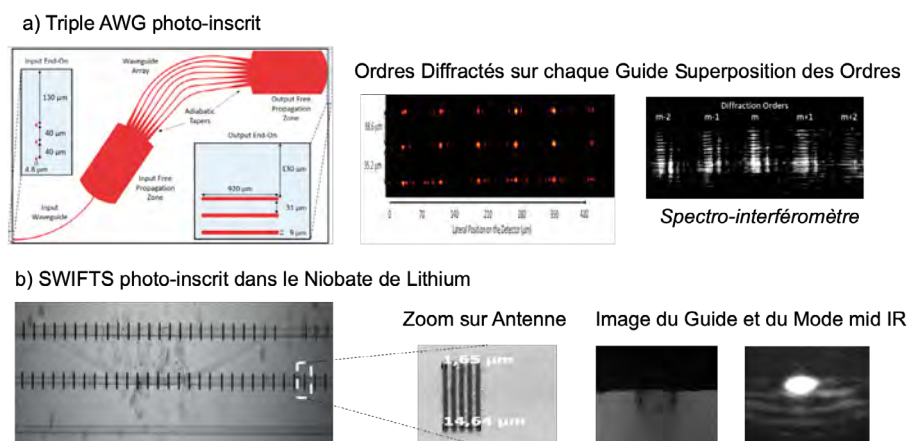 a) Triple AWG photo-inscrit
Input End-On
130 µm
40 µm
40 µm
4.8 µm
Input
Waveguide
Waveguide
Array
Adiabatic
Tapers
Input Free
Propagation
Zone
Output Free
Propagation
Zone
Output End-On
130 µm
920 µm
9 µm
Ordres Diffractés sur chaque Guide
Superposition des Ordres
35.2 µm
0
70
140
210
280
Lateral Position on the Detector (µm)
Diffraction Orders
m-2
m-1
m
m+1
m+2
Spectro-interféromètre
b) SWIFTS photo-inscrit dans le Niobate de Lithium
Zoom sur Antenne
1,65 µm
14,64 µm
Image du Guide et du Mode mid IR